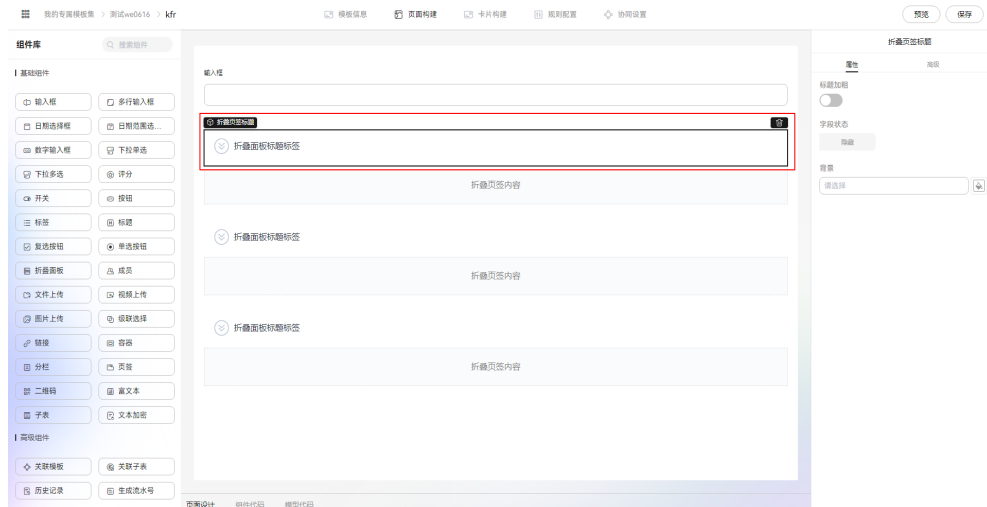 我的专属模板集 > 测试we0616 > kfr
模板信息
页面构建
卡片构建
规则配置
协同设置
预览
保存
组件库
搜索组件
基础组件
输入框
多行输入框
日期选择框
日期范围选...
数字输入框
下拉单选
下拉多选
评分
开关
按钮
标签
标题
复选按钮
单选按钮
折叠面板
成员
文件上传
视频上传
图片上传
级联选择
链接
容器
分栏
页签
二维码
富文本
子表
文本加密
高级组件
关联模板
关联子表
历史记录
生成流水号
输入框
折叠页签标题
折叠面板标题标签
折叠页签内容
折叠面板标题标签
折叠页签内容
折叠面板标题标签
折叠页签内容
页面设计
组件代码
模型代码
折叠页签标题
属性
高级
标题加粗
字段状态
隐藏
背景
请选择